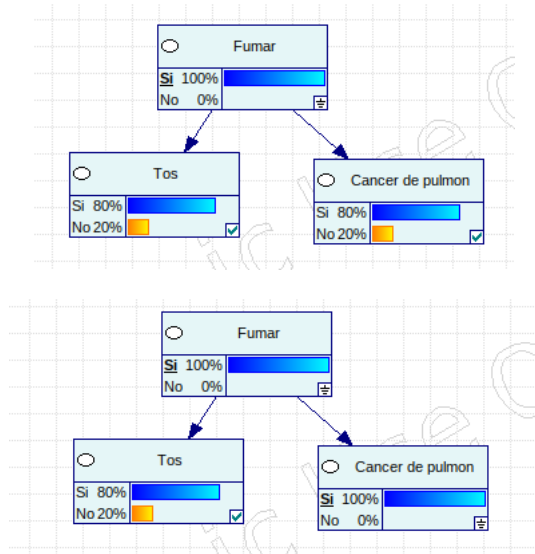 Fumar
Si 100%
No 0%
Tos
Si 80%
No 20%
Cancer de pulmon
Si 80%
No 20%
Fumar
Si 100%
No 0%
Tos
Si 80%
No 20%
Cancer de pulmon
Si 100%
No 0%